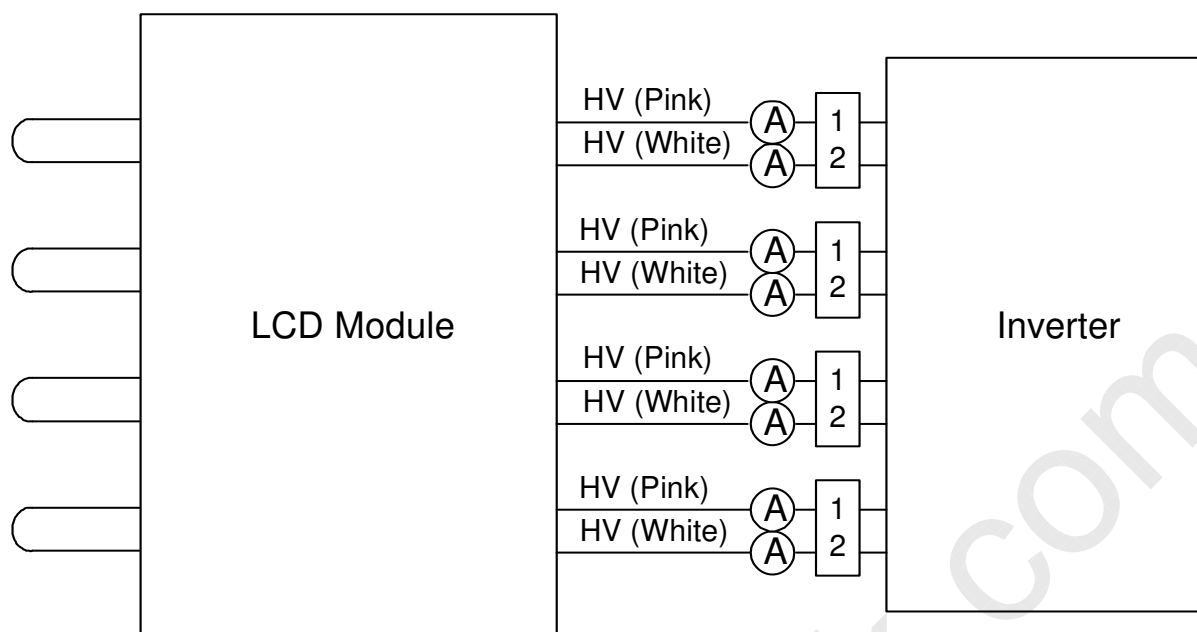 HV (Pink)
A
1
HV (White)
A
2
HV (Pink)
A
1
HV (White)
A
2
LCD Module
Inverter
HV (Pink)
A
1
HV (White)
A
2
HV (Pink)
A
1
HV (White)
A
2
com